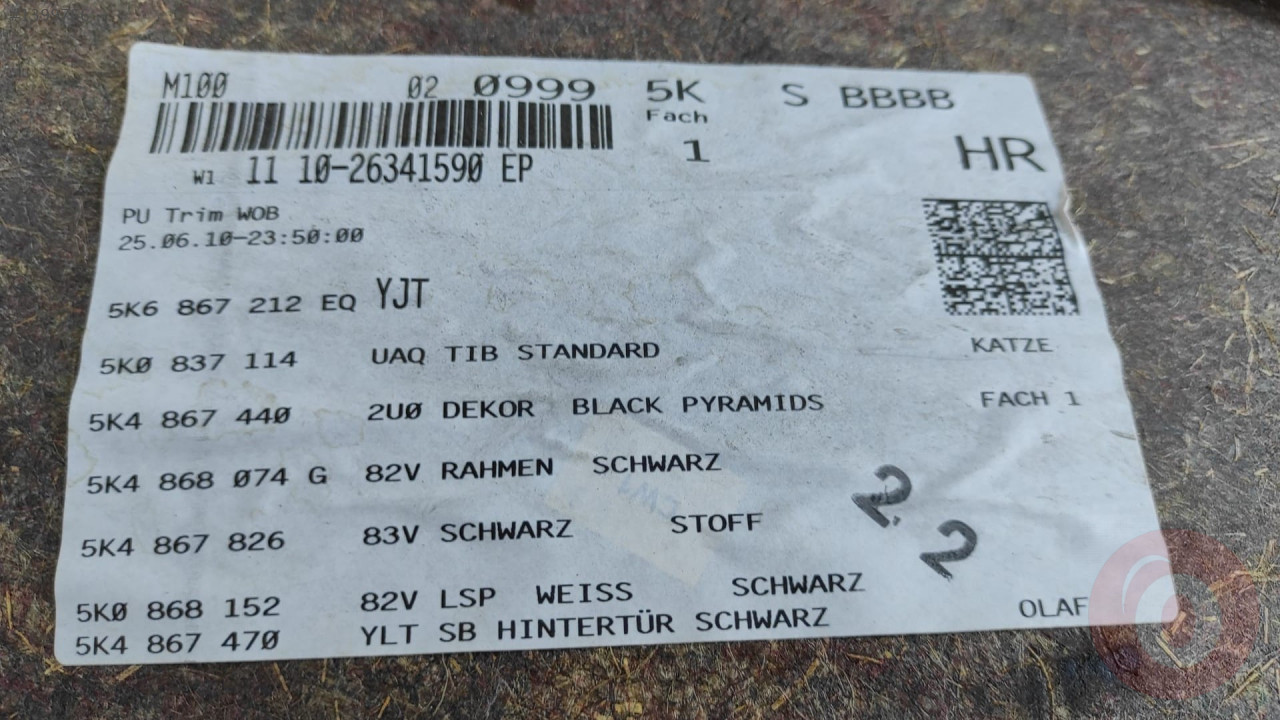 M100 02 0999 5K S BBBB
Fach
1 HR
W1 11 10-26341590 EP
PU Trim WOB
25.06.10-23:50:00
5K6 867 212 EQ YJT
5K0 837 114 UAQ TIB STANDARD KATZE
5K4 867 440 2U0 DEKOR BLACK PYRAMIDS FACH 1
5K4 868 074 G 82V RAHMEN SCHWARZ
5K4 867 826 83V SCHWARZ STOFF
2
2
5K0 868 152 82V LSP WEISS SCHWARZ
5K4 867 470 YLT SB HINTERTÜR SCHWARZ OLAF